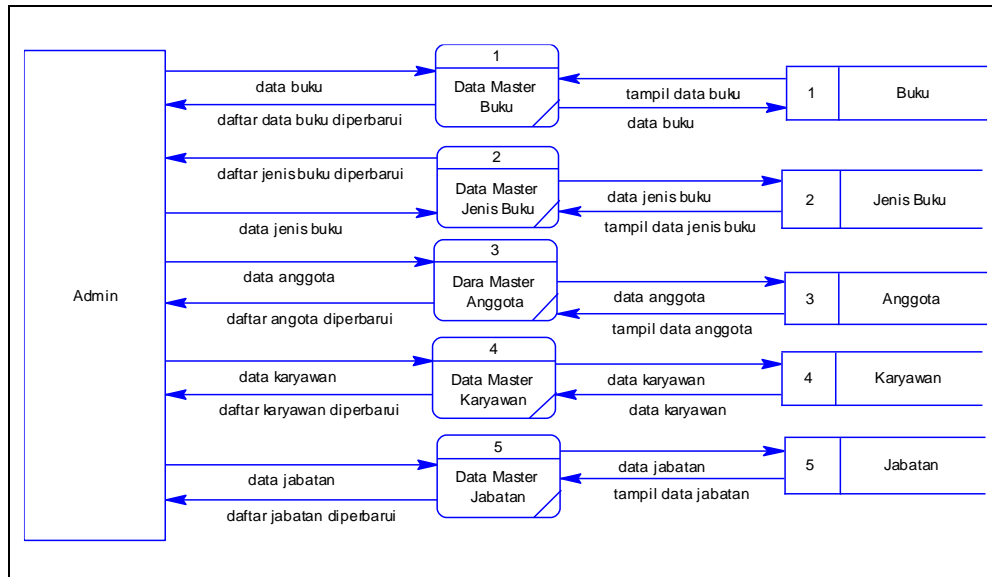 Admin
1
Data Master
Buku
data buku
daftar data buku diperbarui
tampil data buku
data buku
1
Buku
2
Data Master
Jenis Buku
daftar jenis buku diperbarui
data jenis buku
data jenis buku
tampil data jenis buku
2
Jenis Buku
3
Dara Master
Anggota
data anggota
daftar angota diperbarui
data anggota
tampil data anggota
3
Anggota
4
Data Master
Karyawan
data karyawan
daftar karyawan diperbarui
data karyawan
data karyawan
4
Karyawan
5
Data Master
Jabatan
data jabatan
daftar jabatan diperbarui
data jabatan
tampil data jabatan
5
Jabatan